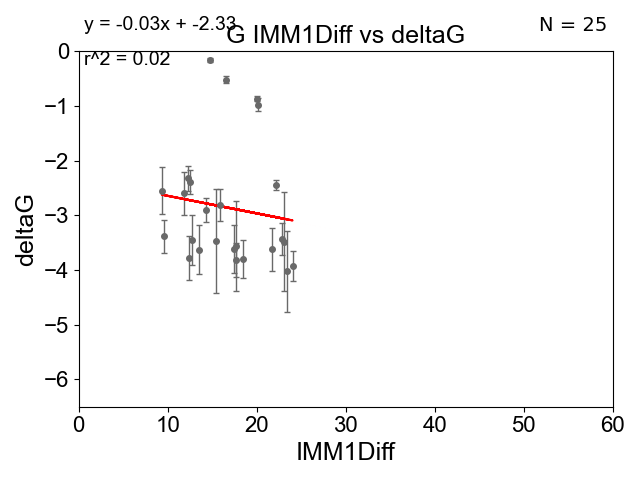 y = -0.03x + -2.33
N = 25
G IMM1Diff vs deltaG
r^2 = 0.02
0
−1
−2
−3
−4
−5
−6
deltaG
0 10 20 30 40 50 60
IMM1Diff